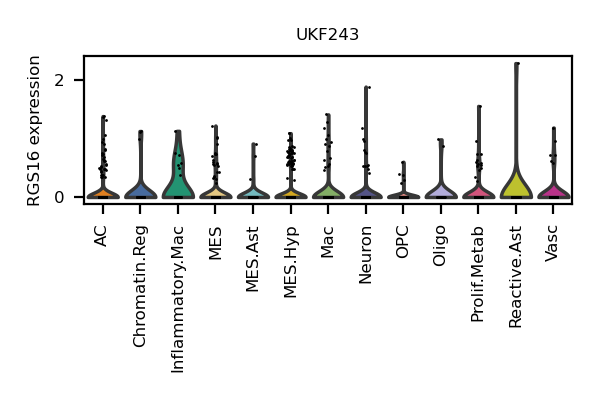 UKF243
RGS16 expression
2
0
AC
Chromatin.Reg
Inflammatory.Mac
MES
MES.Ast
MES.Hyp
Mac
Neuron
OPC
Oligo
Prolif.Metab
Reactive.Ast
Vasc